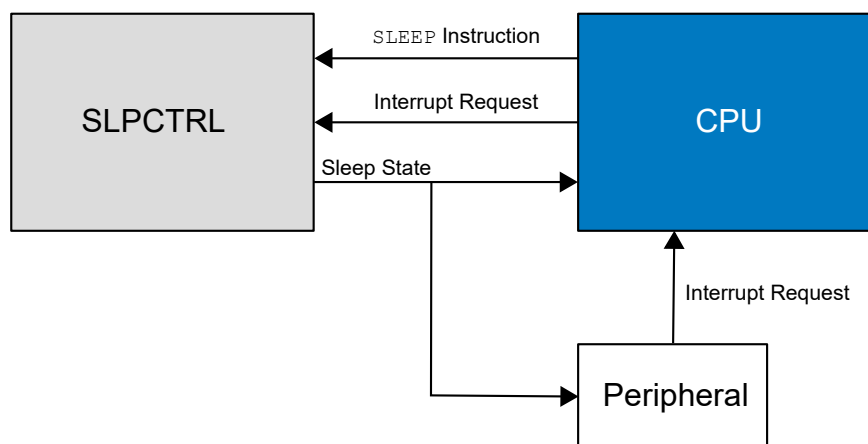 SLEEP Instruction
SLPCTRL
Interrupt Request
CPU
Sleep State
Interrupt Request
Peripheral